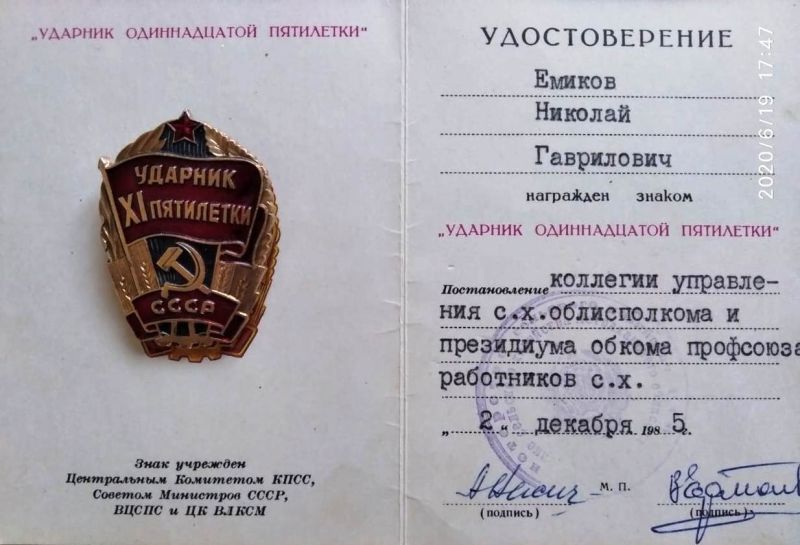 „УДАРНИК ОДИННАДЦАТОЙ ПЯТИЛЕТКИ“
УДАРНИК
XI ПЯТИЛЕТКИ
СССР
Знак учрежден
Центральным Комитетом КПСС,
Советом Министров СССР,
ВЦСПС и ЦК ВЛКСМ
УДОСТОВЕРЕНИЕ
Емиков
Николай
Гаврилович
награжден знаком
„УДАРНИК ОДИННАДЦАТОЙ ПЯТИЛЕТКИ“
Постановление коллегии управле-
ния с.х.облисполкома и
президиума обкома профсоюза
работников с.х.
„2“ декабря 1985г.
М. П.
(подпись) (подпись)
2020/6/19 17:47